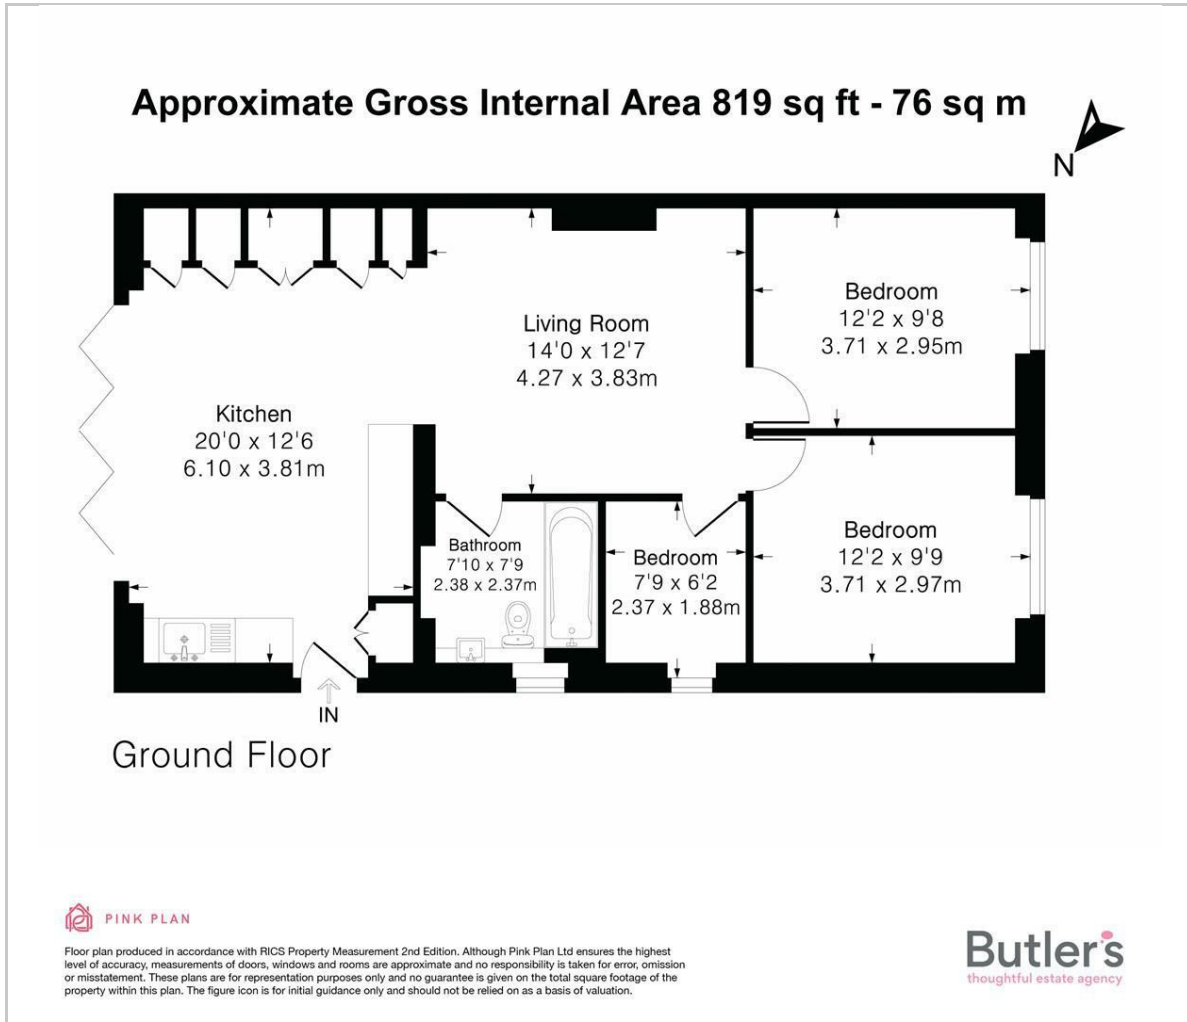 Approximate Gross Internal Area 819 sq ft - 76 sq m
N
Living Room
14'0 x 12'7
4.27 x 3.83m
Bedroom
12'2 x 9'8
3.71 x 2.95m
Kitchen
20'0 x 12'6
6.10 x 3.81m
Bathroom
7'10 x 7'9
2.38 x 2.37m
Bedroom
7'9 x 6'2
2.37 x 1.88m
Bedroom
12'2 x 9'9
3.71 x 2.97m
IN
Ground Floor
PINK PLAN
Floor plan produced in accordance with RICS Property Measurement 2nd Edition. Although Pink Plan Ltd ensures the highest
level of accuracy, measurements of doors, windows and rooms are approximate and no responsibility is taken for error, omission
or misstatement. These plans are for representation purposes only and no guarantee is given on the total square footage of the
property within this plan. The figure icon is for initial guidance only and should not be relied on as a basis of valuation.
Butler's
thoughtful estate agency